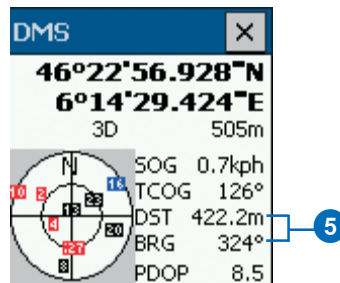 DMS
46°22'56.928"N
6°14'29.424"E
3D 505m
N
SOG 0.7kph
10 2 16
TCOG 126°
23
13
DST 422.2m
4
5
20
BRG 324°
27
8
PDOP 8.5